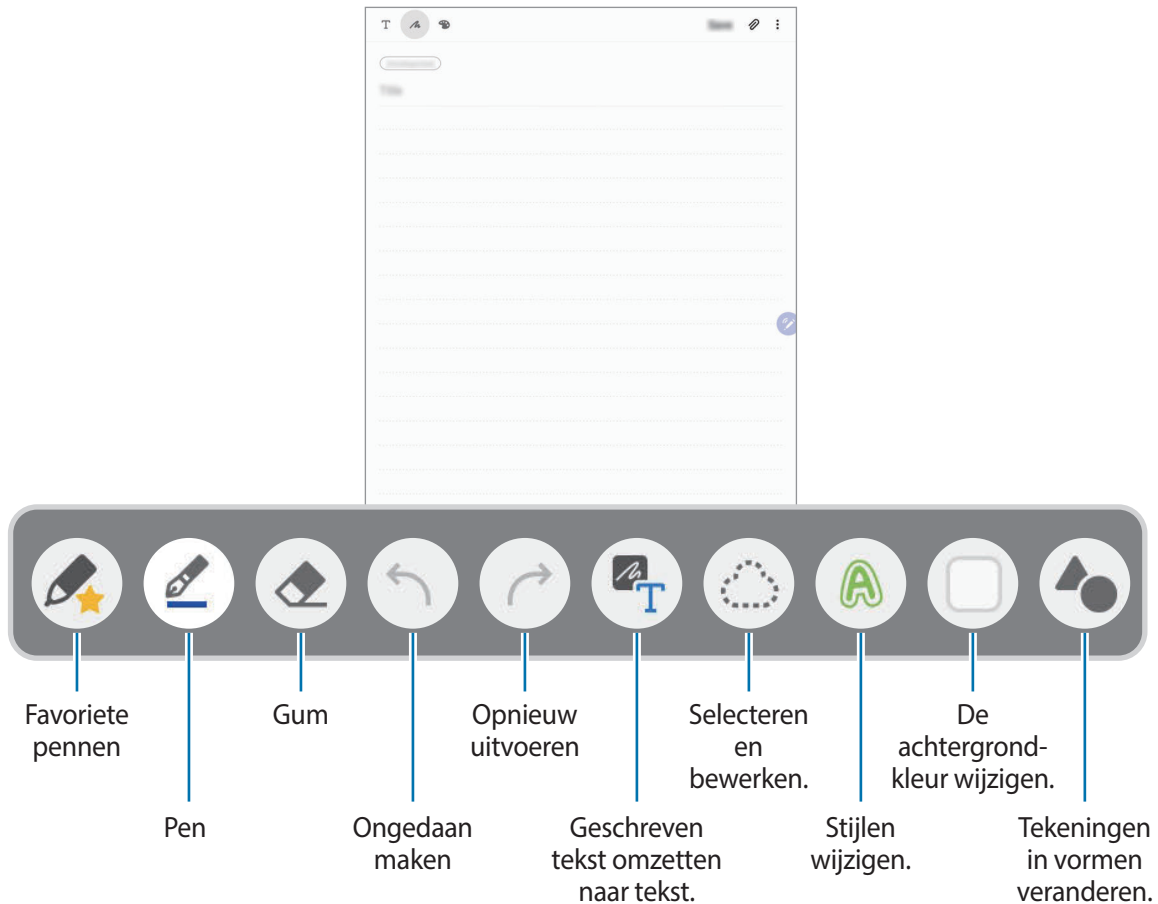 T
Favoriete
pennen
Gum
Opnieuw
uitvoeren
Selecteren
en
bewerken.
De
achtergrond-
kleur wijzigen.
Pen
Ongedaan
maken
Geschreven
tekst omzetten
naar tekst.
Stijlen
wijzigen.
Tekeningen
in vormen
veranderen.